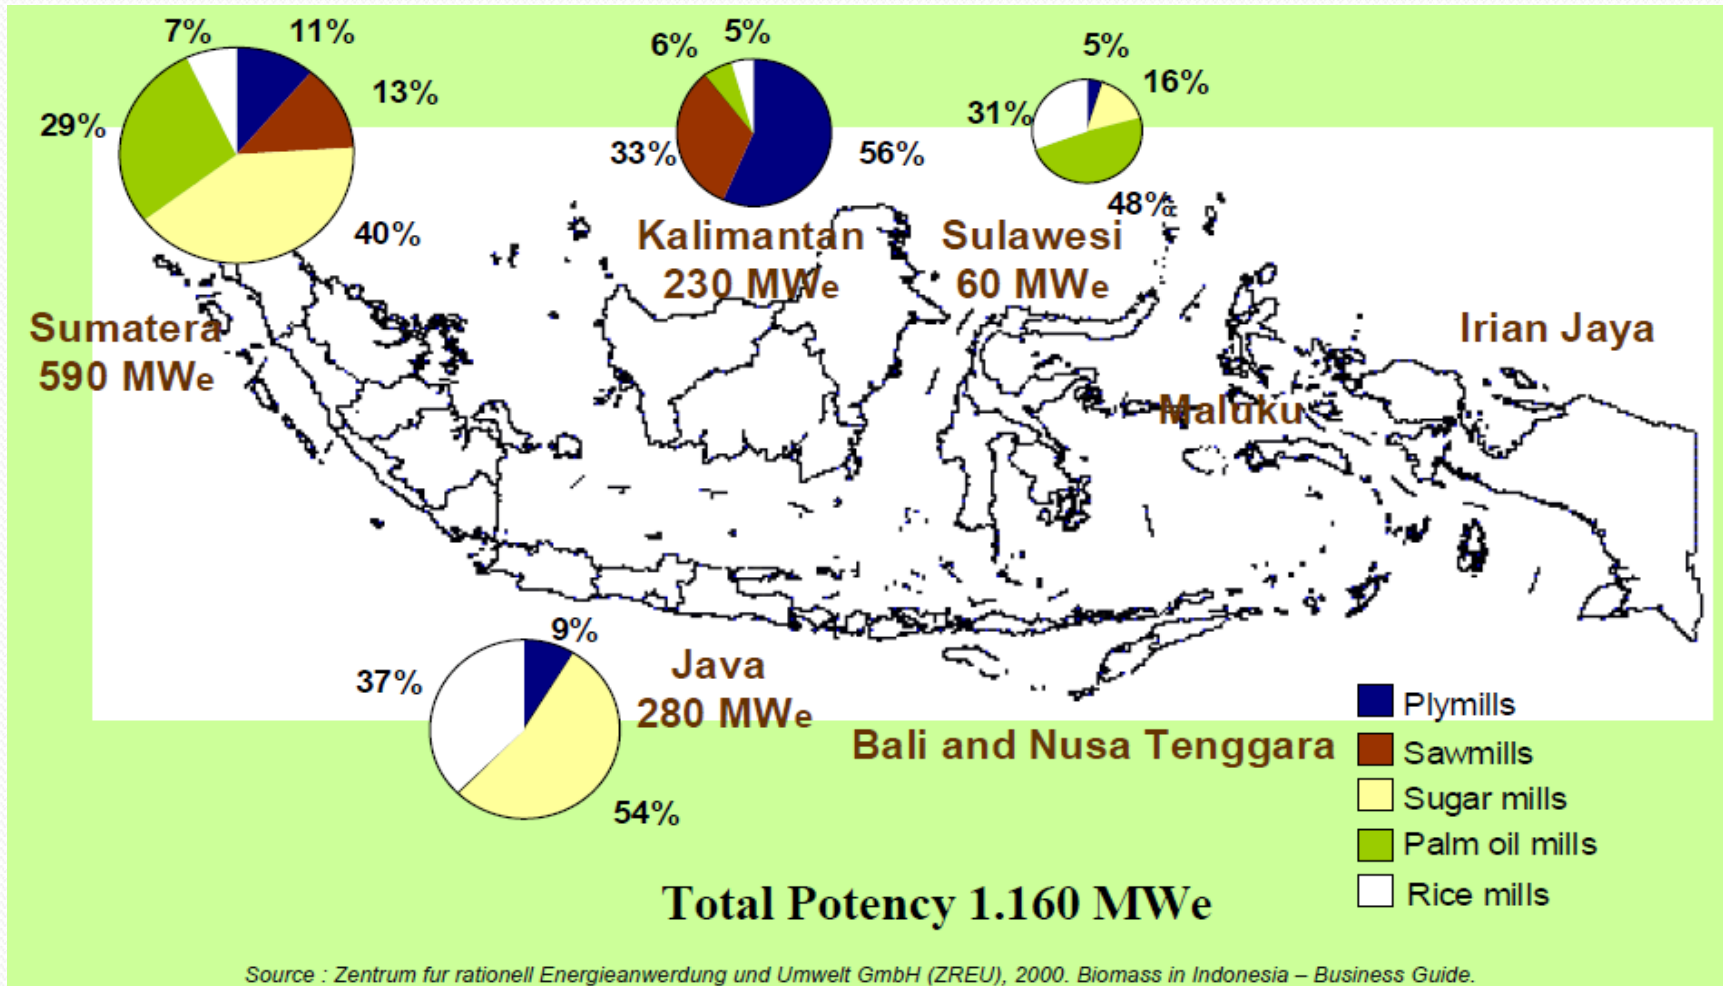 7%
11%
13%
29%
40%
Sumatera
590 MWe
6%
5%
33%
56%
Kalimantan
230 MWe
5%
16%
31%
48%
Sulawesi
60 MWe
Irian Jaya
Maluku
9%
37%
54%
Java
280 MWe
Bali and Nusa Tenggara
Plymills
Sawmills
Sugar mills
Palm oil mills
Rice mills
Total Potency 1.160 MWe
Source : Zentrum fur rationell Energieanwerdung und Umwelt GmbH (ZREU), 2000. Biomass in Indonesia – Business Guide.